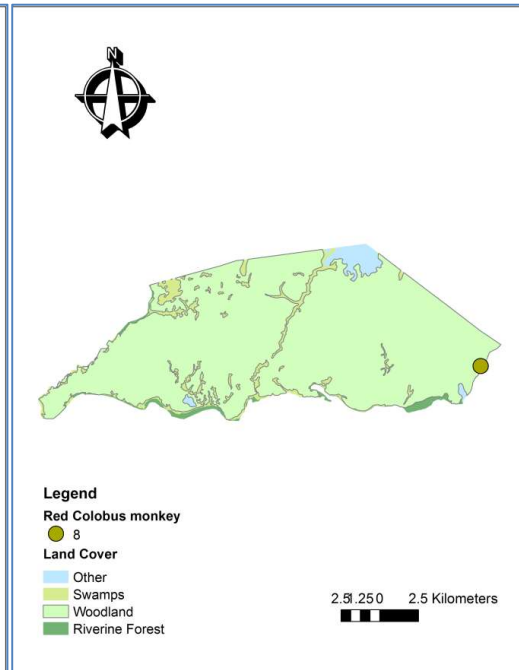 N
Legend
Red Colobus monkey
8
Land Cover
Other
Swamps
Woodland
Riverine Forest
2.51.250 2.5 Kilometers